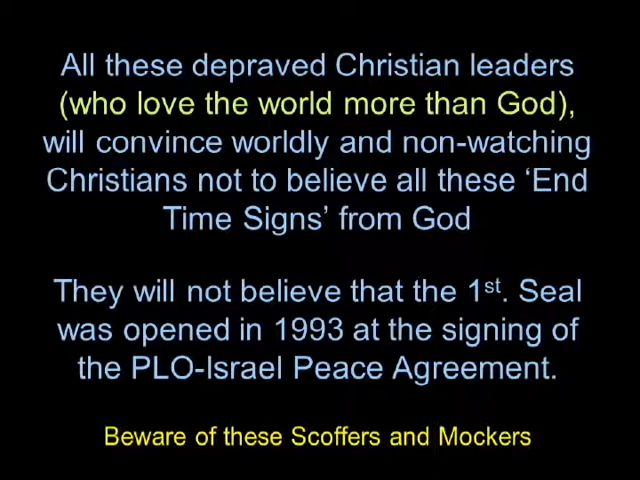 All these depraved Christian leaders
(who love the world more than God),
will convince worldly and non-watching
Christians not to believe all these ‘End
Time Signs’ from God
They will not believe that the 1st. Seal
was opened in 1993 at the signing of
the PLO-Israel Peace Agreement.
Beware of these Scoffers and Mockers